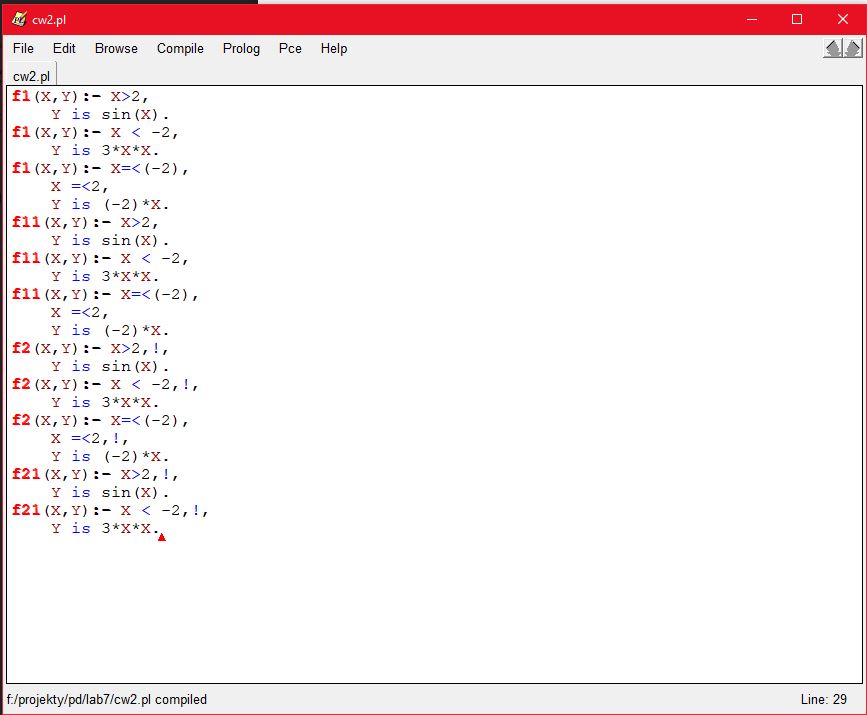 cw2.pl
File Edit Browse Compile Prolog Pce Help
cw2.pl
f1(X,Y):- X>2,
    Y is sin(X).
f1(X,Y):- X < -2,
    Y is 3*X*X.
f1(X,Y):- X=<(-2),
    X =<2,
    Y is (-2)*X.
f11(X,Y):- X>2,
    Y is sin(X).
f11(X,Y):- X < -2,
    Y is 3*X*X.
f11(X,Y):- X=<(-2),
    X =<2,
    Y is (-2)*X.
f2(X,Y):- X>2,!,
    Y is sin(X).
f2(X,Y):- X < -2,!,
    Y is 3*X*X.
f2(X,Y):- X=<(-2),
    X =<2,!,
    Y is (-2)*X.
f21(X,Y):- X>2,!,
    Y is sin(X).
f21(X,Y):- X < -2,!,
    Y is 3*X*X.
f:/projekty/pd/lab7/cw2.pl compiled Line: 29